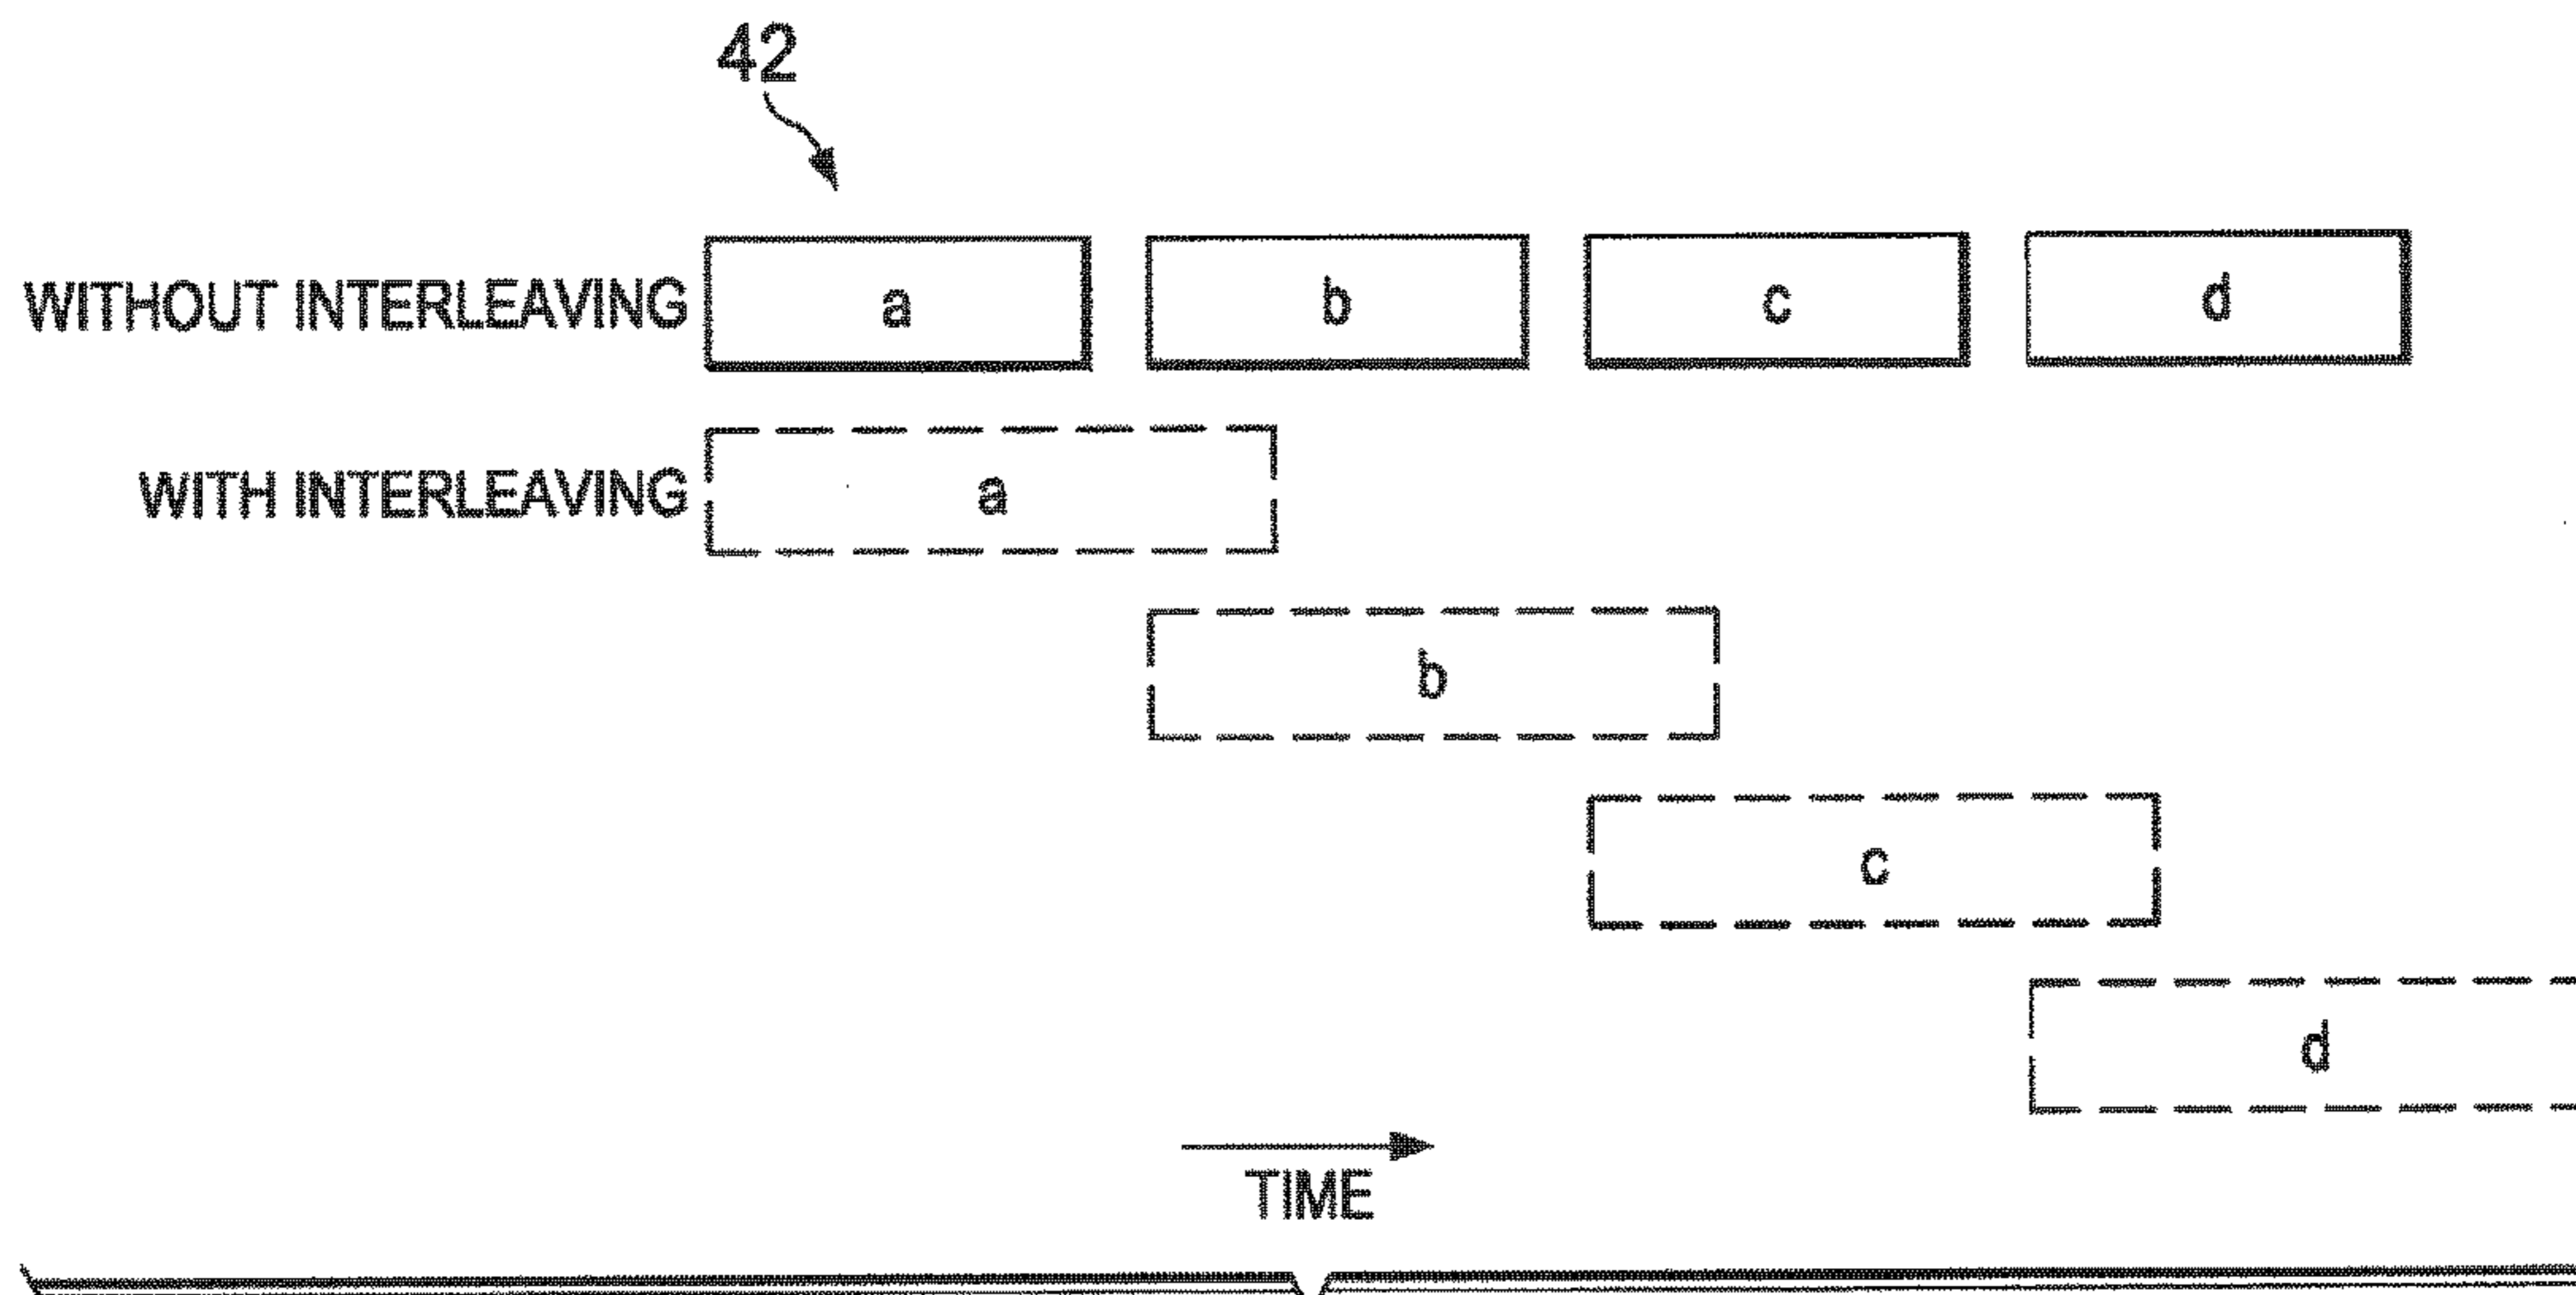 42
WITHOUT INTERLEAVING a b c d
WITH INTERLEAVING a
b
c
d
TIME